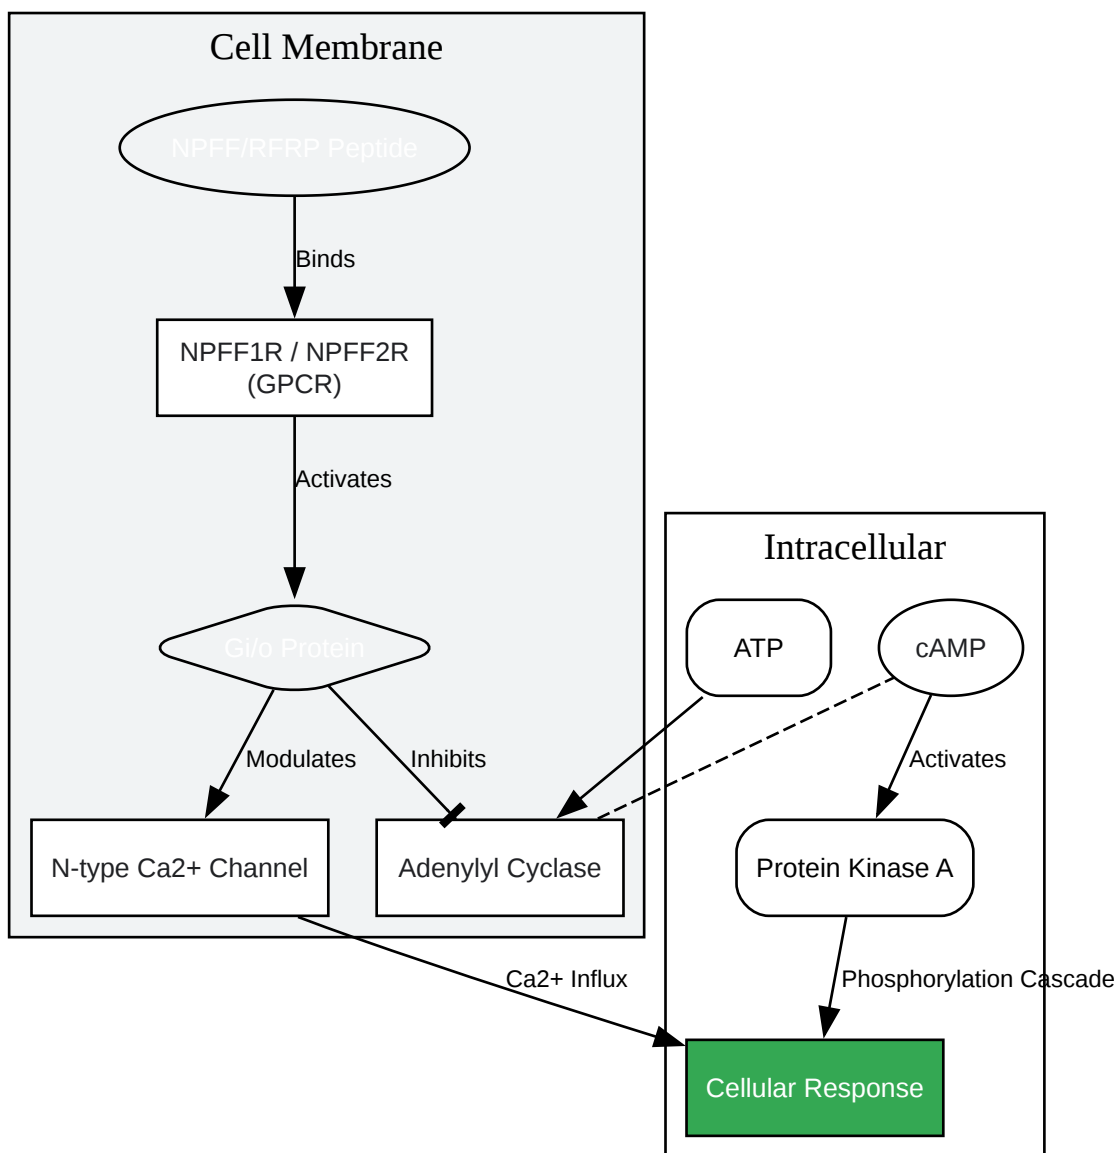 Cell Membrane
NPFF/RFRP Peptide
Binds
NPFF1R / NPFF2R
(GPCR)
Activates
Intracellular
Gi/o Protein
ATP
cAMP
Modulates
Inhibits
Activates
N-type Ca2+ Channel
Adenylyl Cyclase
Protein Kinase A
Ca2+ Influx
Phosphorylation Cascade
Cellular Response